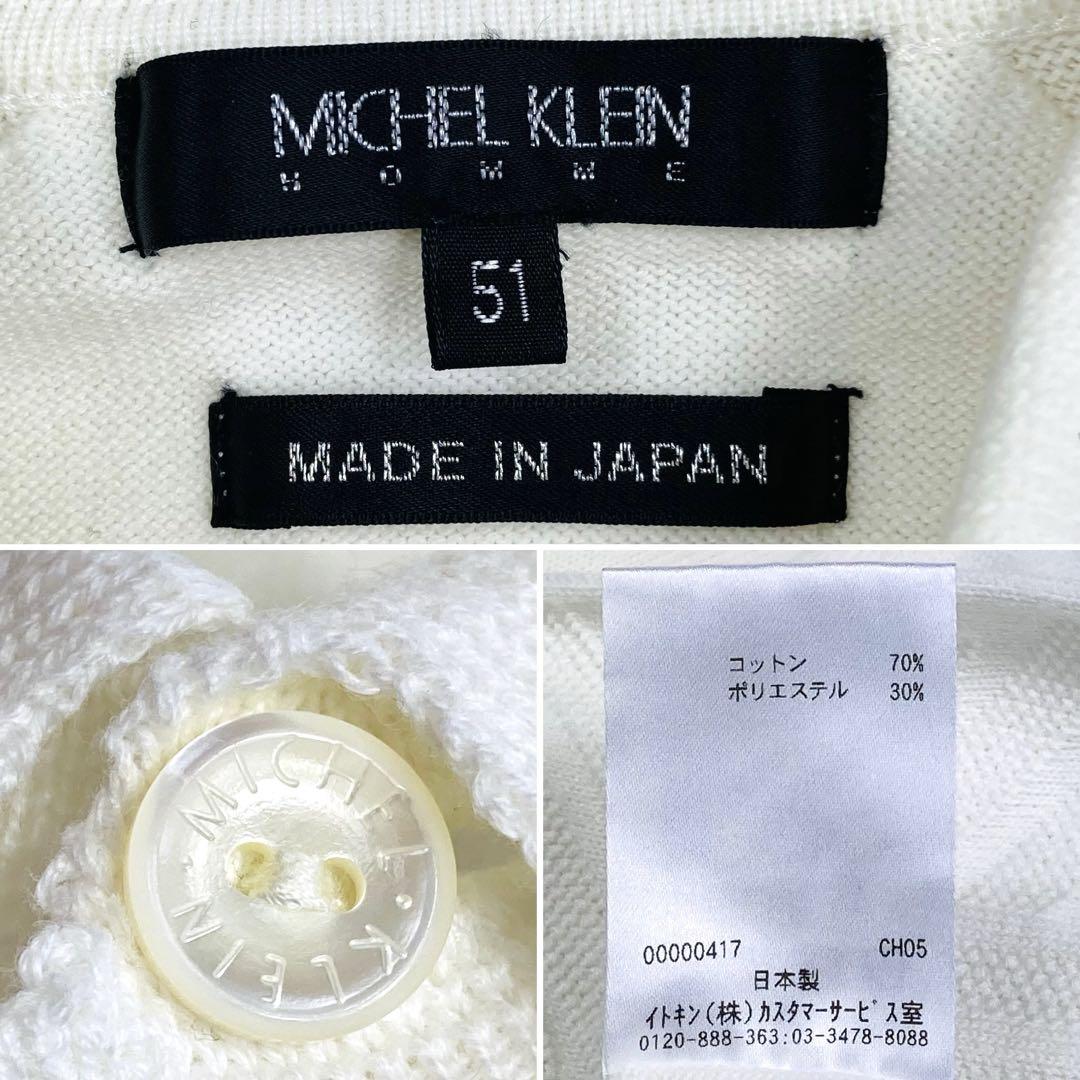 MICHEL KLEIN
HOMME
51
MADE IN JAPAN
MICHEL・KLEIN
コットン 70%
ポリエステル 30%
00000417 CH05
日本製
イトキン(株)カスタマーサービス室
0120-888-363:03-3478-8088